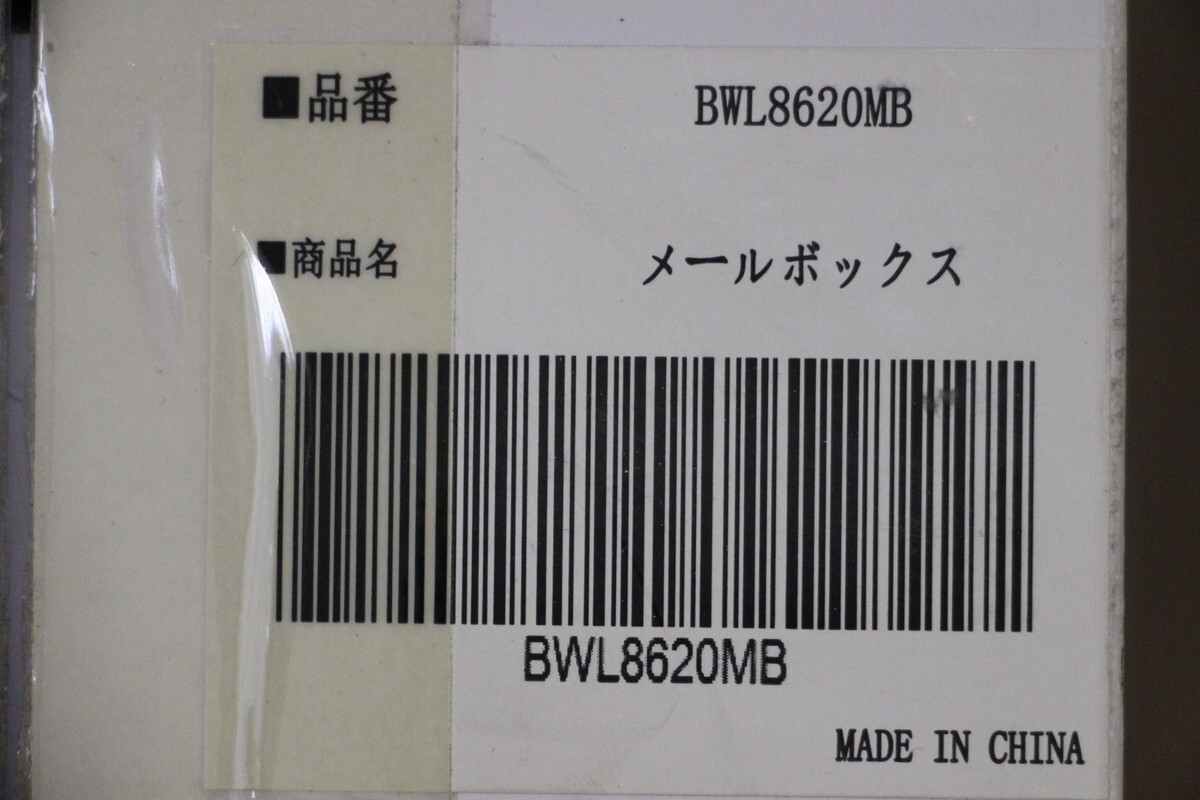 ■品番 BWL8620MB
■商品名 メールボックス
BWL8620MB
MADE IN CHINA